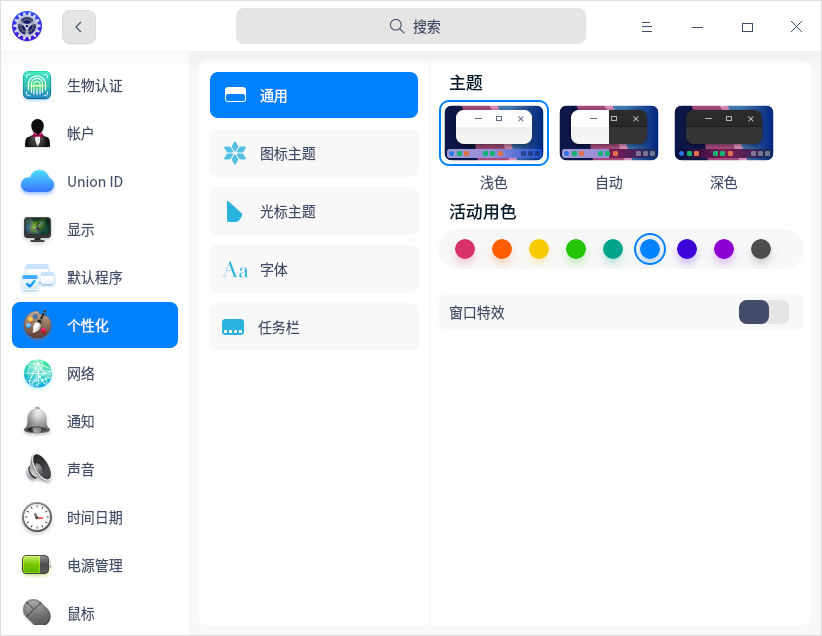 搜索
生物认证
帐户
Union ID
显示
默认程序
个性化
网络
通知
声音
时间日期
电源管理
鼠标
通用
图标主题
光标主题
Aa 字体
任务栏
主题
浅色 自动 深色
活动用色
窗口特效